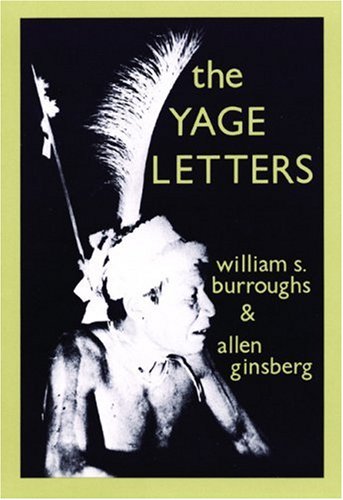 the
YAGE
LETTERS
william s.
burroughs
&
allen
ginsberg